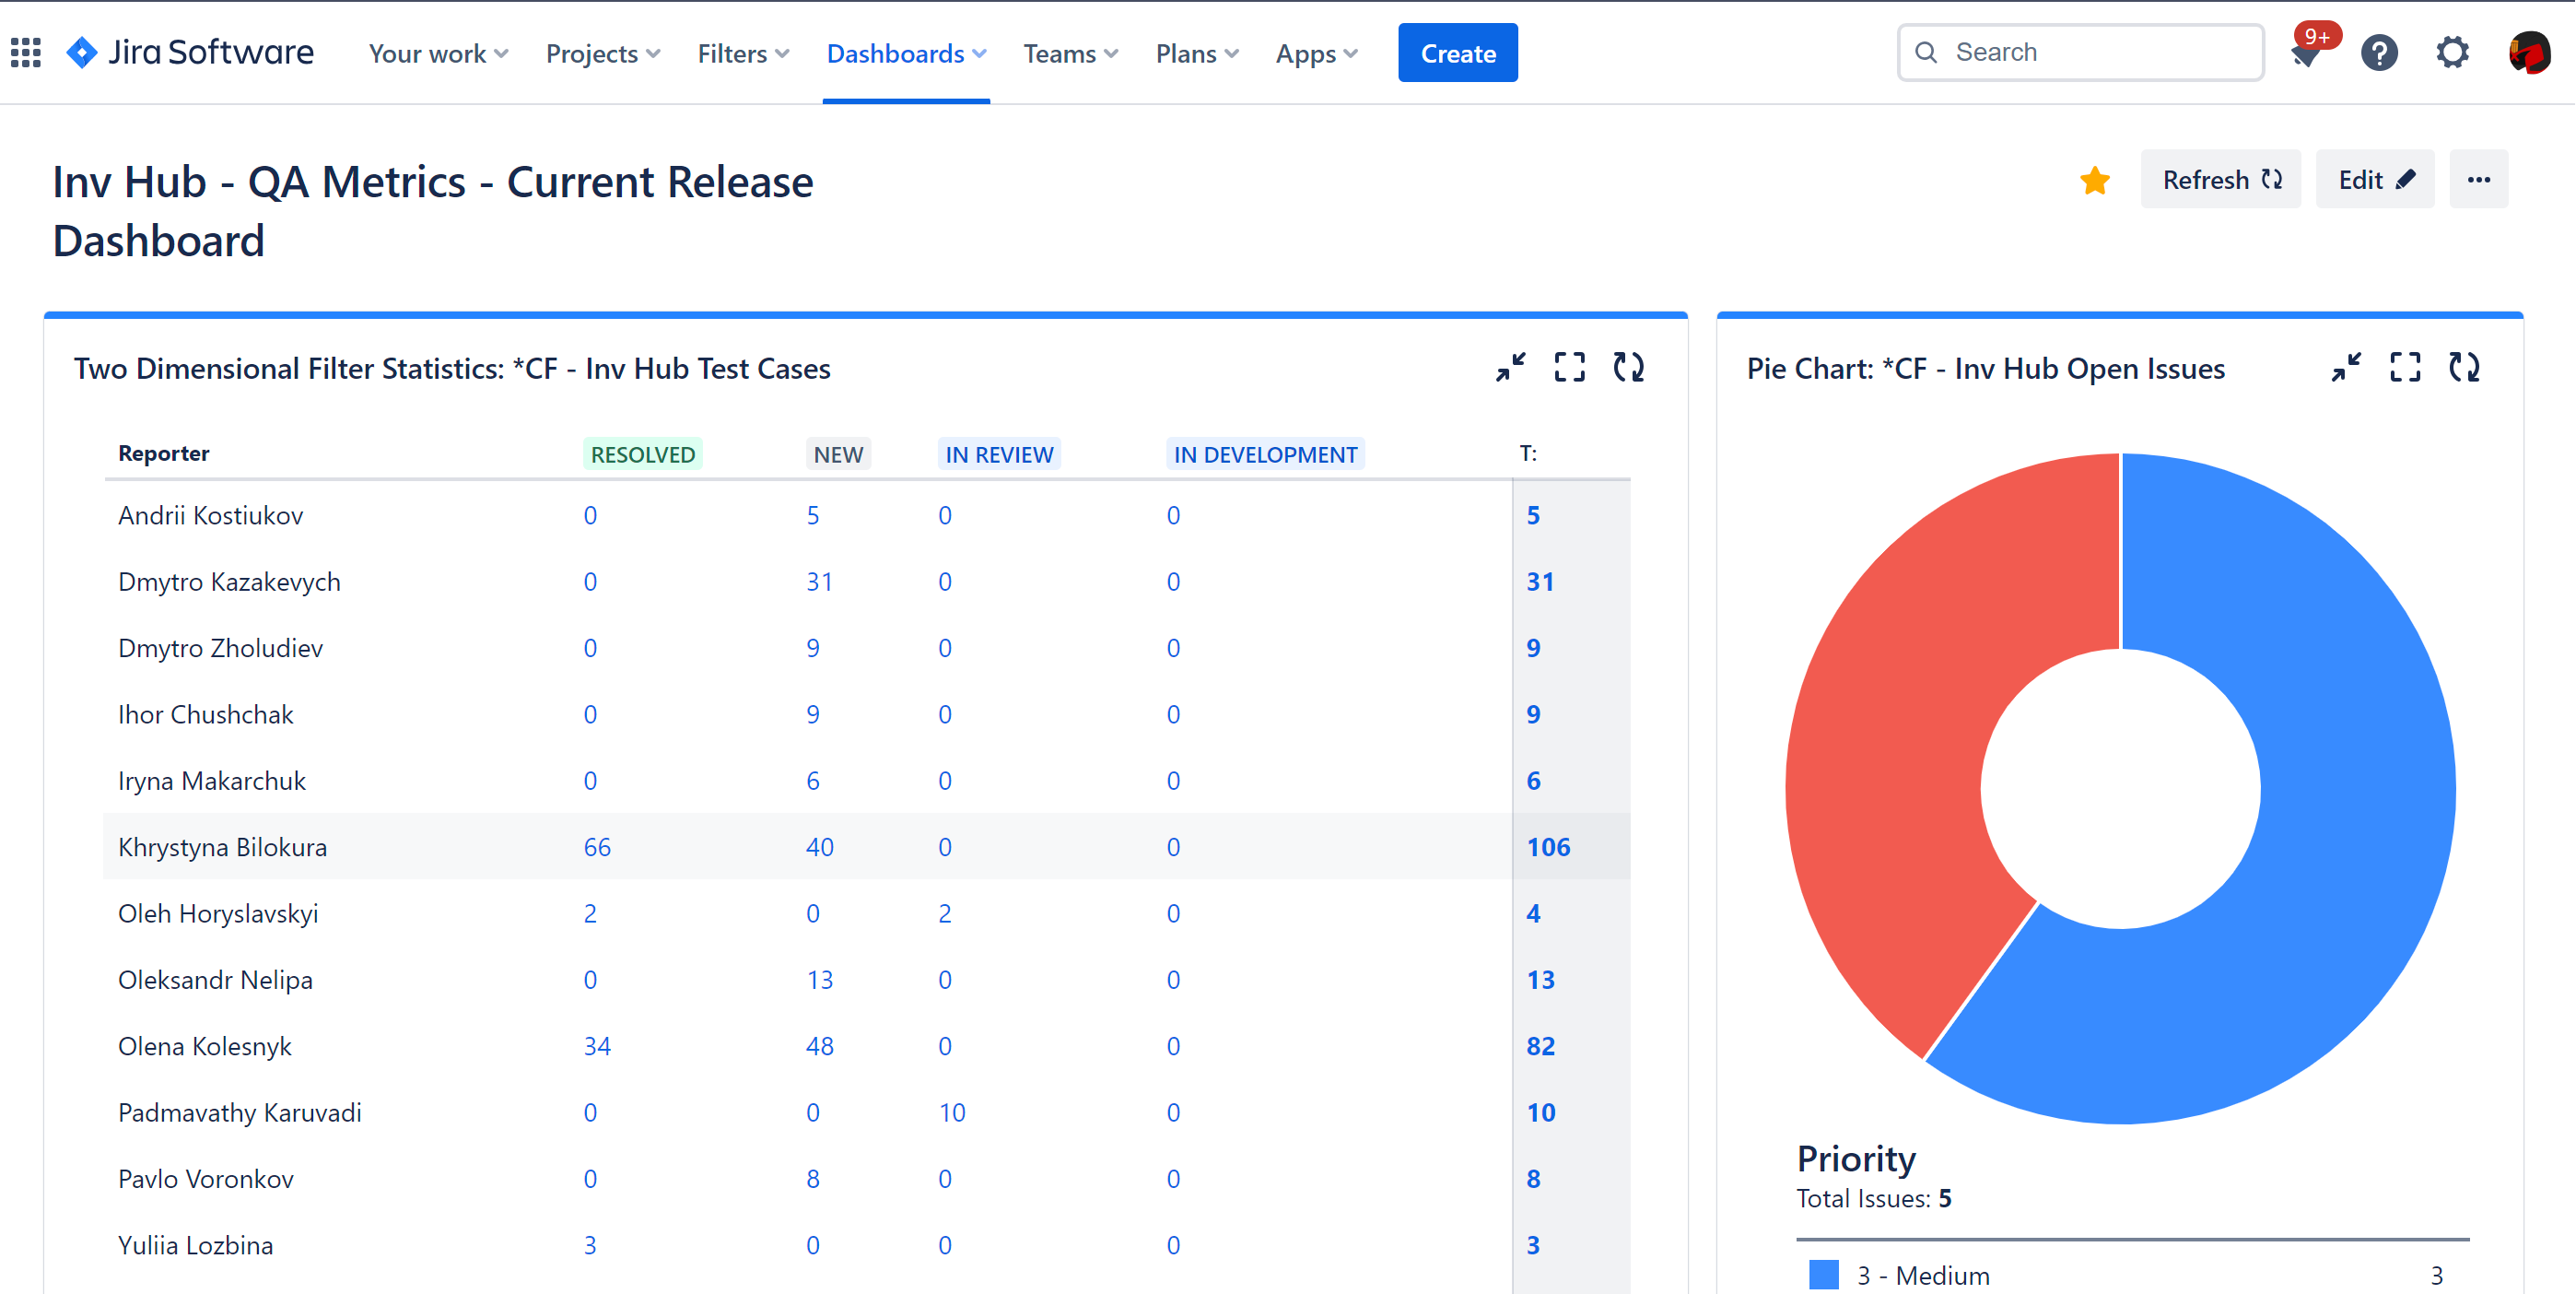 Jira Software Your work Projects Filters Dashboards Teams Plans Apps Create Search 9+
Inv Hub - QA Metrics - Current Release
Dashboard
Refresh Edit
Two Dimensional Filter Statistics: *CF - Inv Hub Test Cases
Reporter RESOLVED NEW IN REVIEW IN DEVELOPMENT T:
Andrii Kostiukov 0 5 0 0 5
Dmytro Kazakevych 0 31 0 0 31
Dmytro Zholudiev 0 9 0 0 9
Ihor Chushchak 0 9 0 0 9
Iryna Makarchuk 0 6 0 0 6
Khrystyna Bilokura 66 40 0 0 106
Oleh Horyslavskyi 2 0 2 0 4
Oleksandr Nelipa 0 13 0 0 13
Olena Kolesnyk 34 48 0 0 82
Padmavathy Karuvadi 0 0 10 0 10
Pavlo Voronkov 0 8 0 0 8
Yuliia Lozbina 3 0 0 0 3
Pie Chart: *CF - Inv Hub Open Issues
Priority
Total Issues: 5
3 - Medium 3